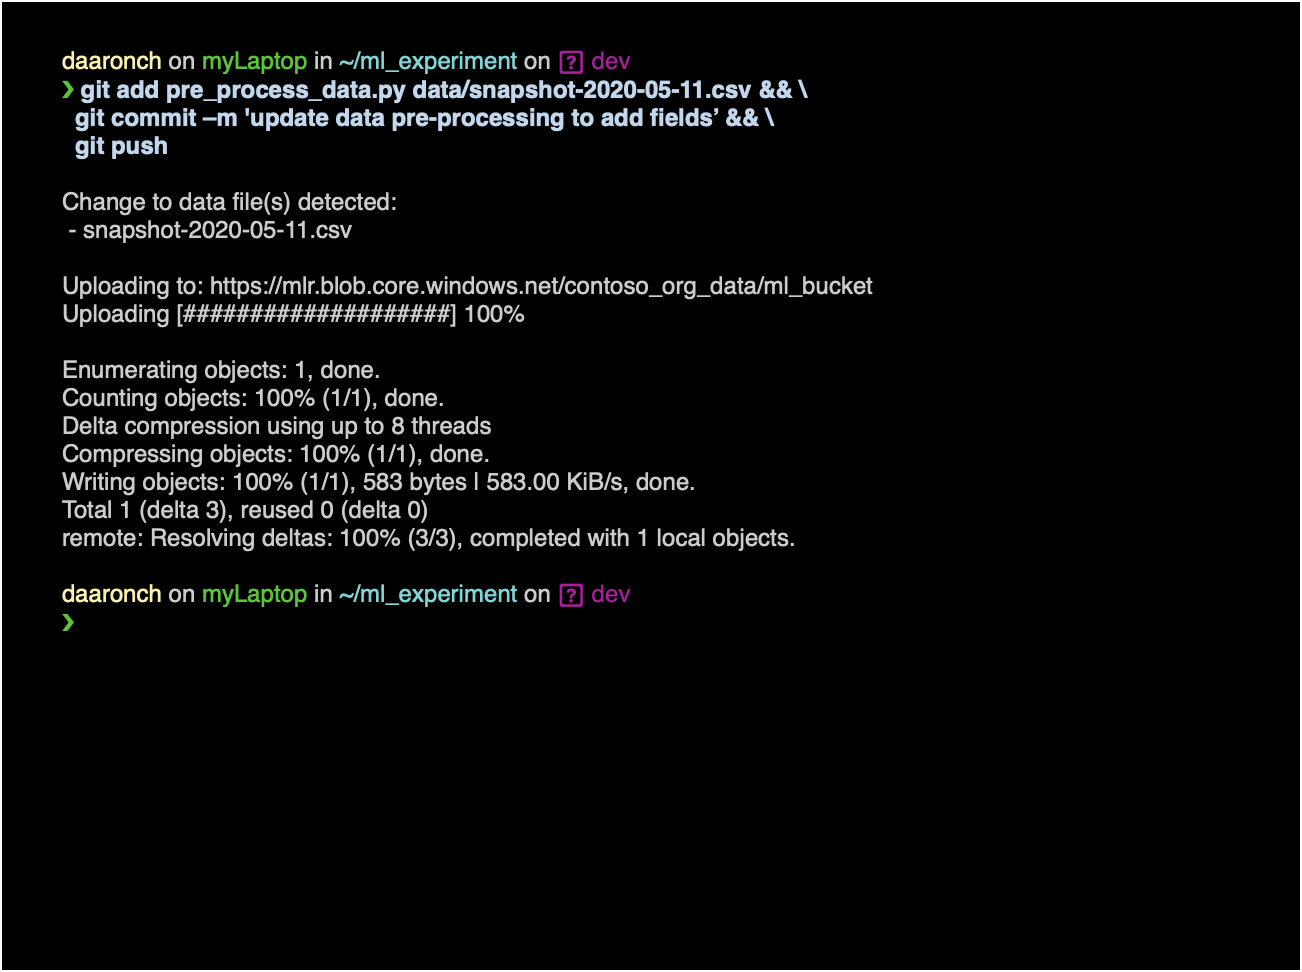 daaronch on myLaptop in ~/ml_experiment on [?] dev
❯ git add pre_process_data.py data/snapshot-2020-05-11.csv && \
git commit –m 'update data pre-processing to add fields’ && \
git push
Change to data file(s) detected:
- snapshot-2020-05-11.csv
Uploading to: https://mlr.blob.core.windows.net/contoso_org_data/ml_bucket
Uploading [####################] 100%
Enumerating objects: 1, done.
Counting objects: 100% (1/1), done.
Delta compression using up to 8 threads
Compressing objects: 100% (1/1), done.
Writing objects: 100% (1/1), 583 bytes | 583.00 KiB/s, done.
Total 1 (delta 3), reused 0 (delta 0)
remote: Resolving deltas: 100% (3/3), completed with 1 local objects.
daaronch on myLaptop in ~/ml_experiment on [?] dev
❯